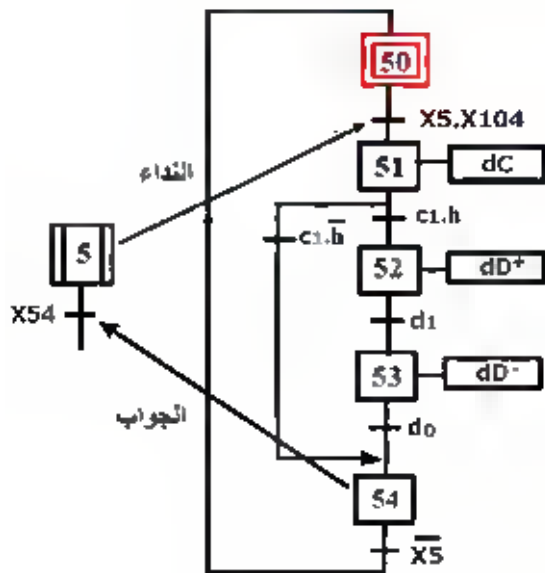 50
X5.X104
51
dC
النداء
c1.h
c1.h̅
5
52
dD⁺
X54
d1
53
dD⁻
الجواب
d0
54
X̅5̅